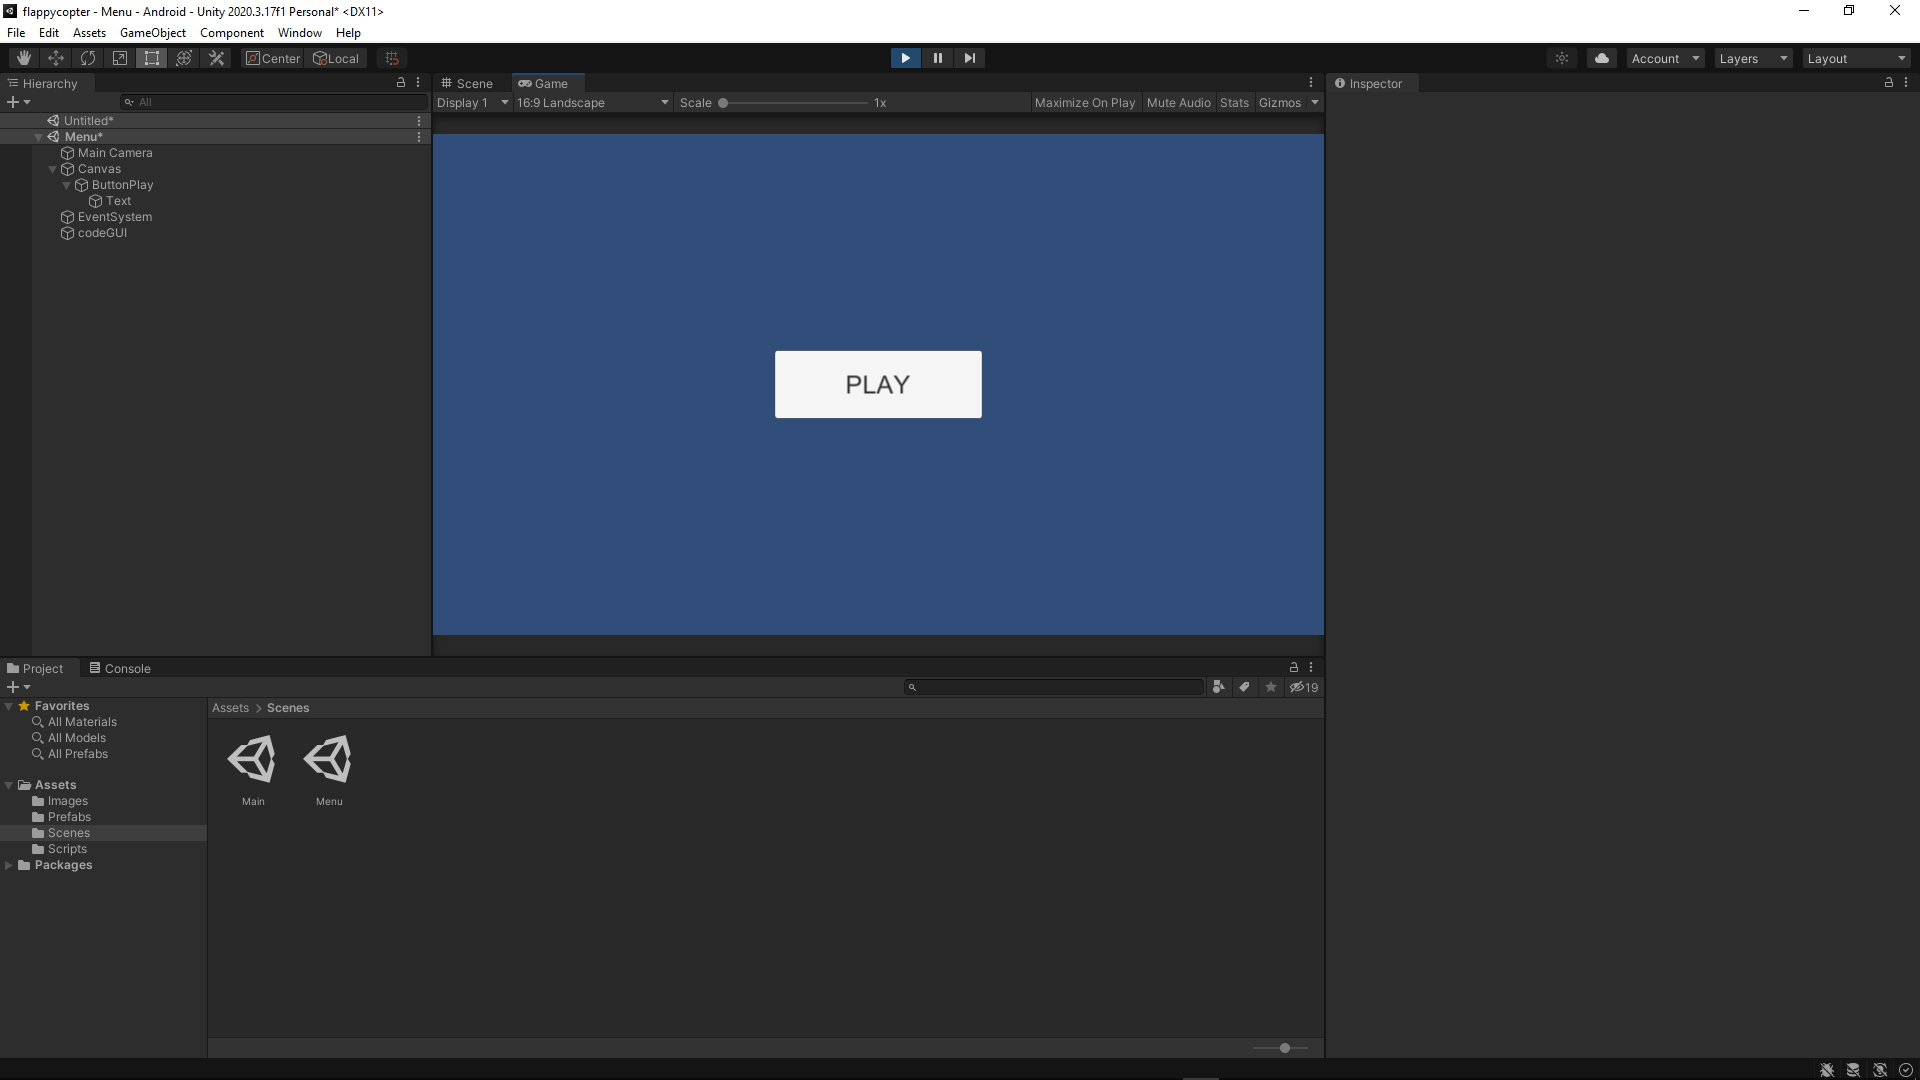 flappycopter - Menu - Android - Unity 2020.3.17f1 Personal* <DX11>
File Edit Assets GameObject Component Window Help
Center Local Account Layers Layout
Hierarchy
All
Untitled*
Menu*
Main Camera
Canvas
ButtonPlay
Text
EventSystem
codeGUI
Scene Game
Display 1 16:9 Landscape Scale 1x Maximize On Play Mute Audio Stats Gizmos
PLAY
Inspector
Project Console
19
Favorites
All Materials
All Models
All Prefabs
Assets
Images
Prefabs
Scenes
Scripts
Packages
Assets > Scenes
Main Menu